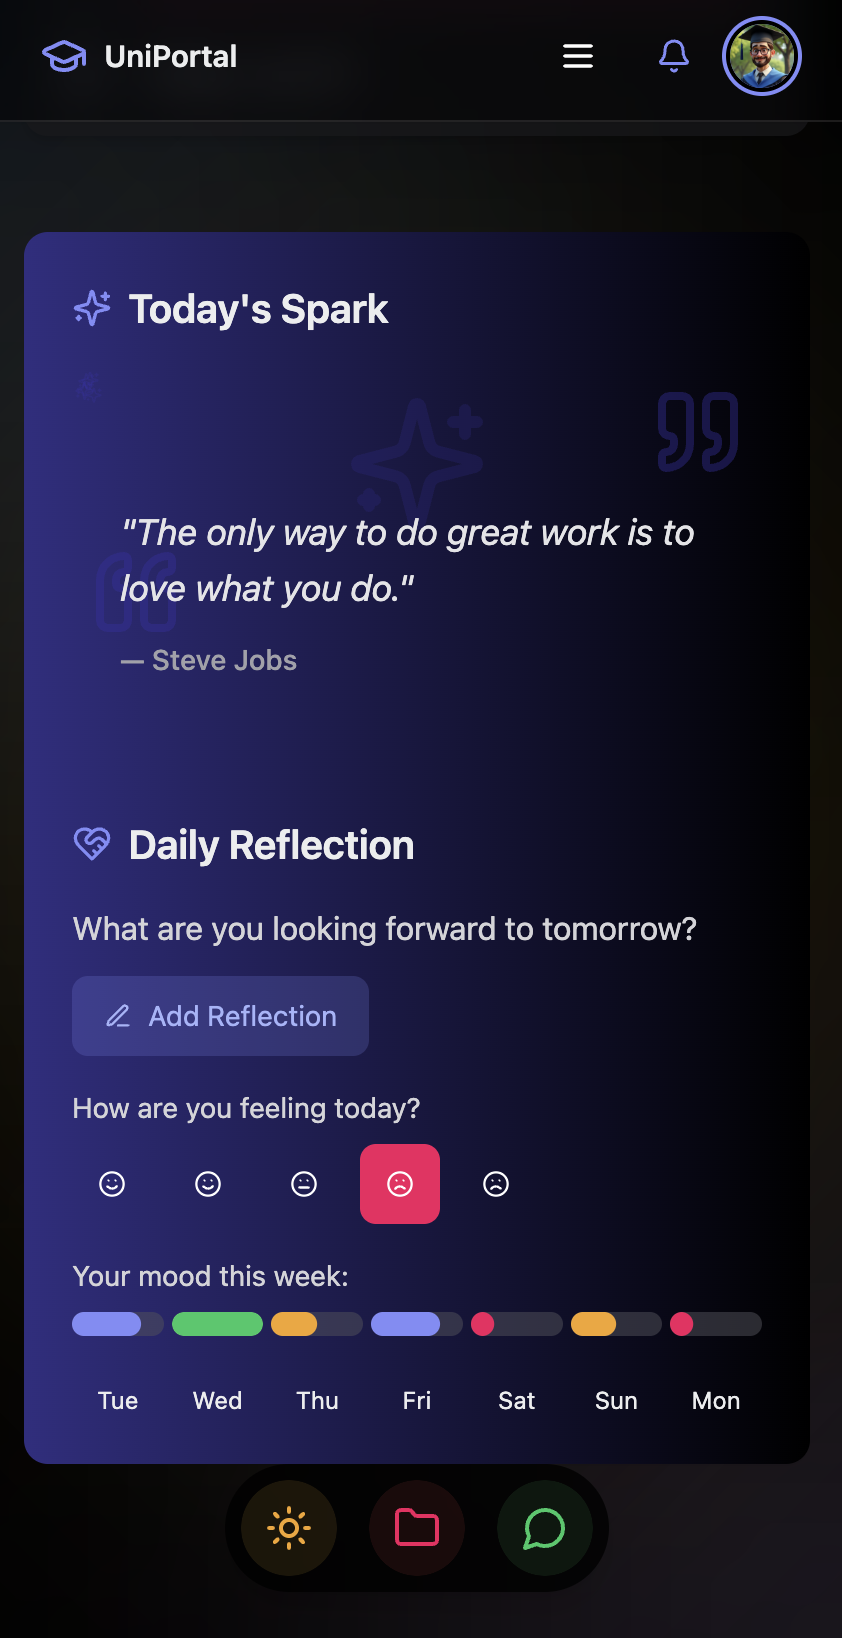 UniPortal
Today's Spark
"The only way to do great work is to
love what you do."
— Steve Jobs
Daily Reflection
What are you looking forward to tomorrow?
Add Reflection
How are you feeling today?
Your mood this week:
Tue Wed Thu Fri Sat Sun Mon